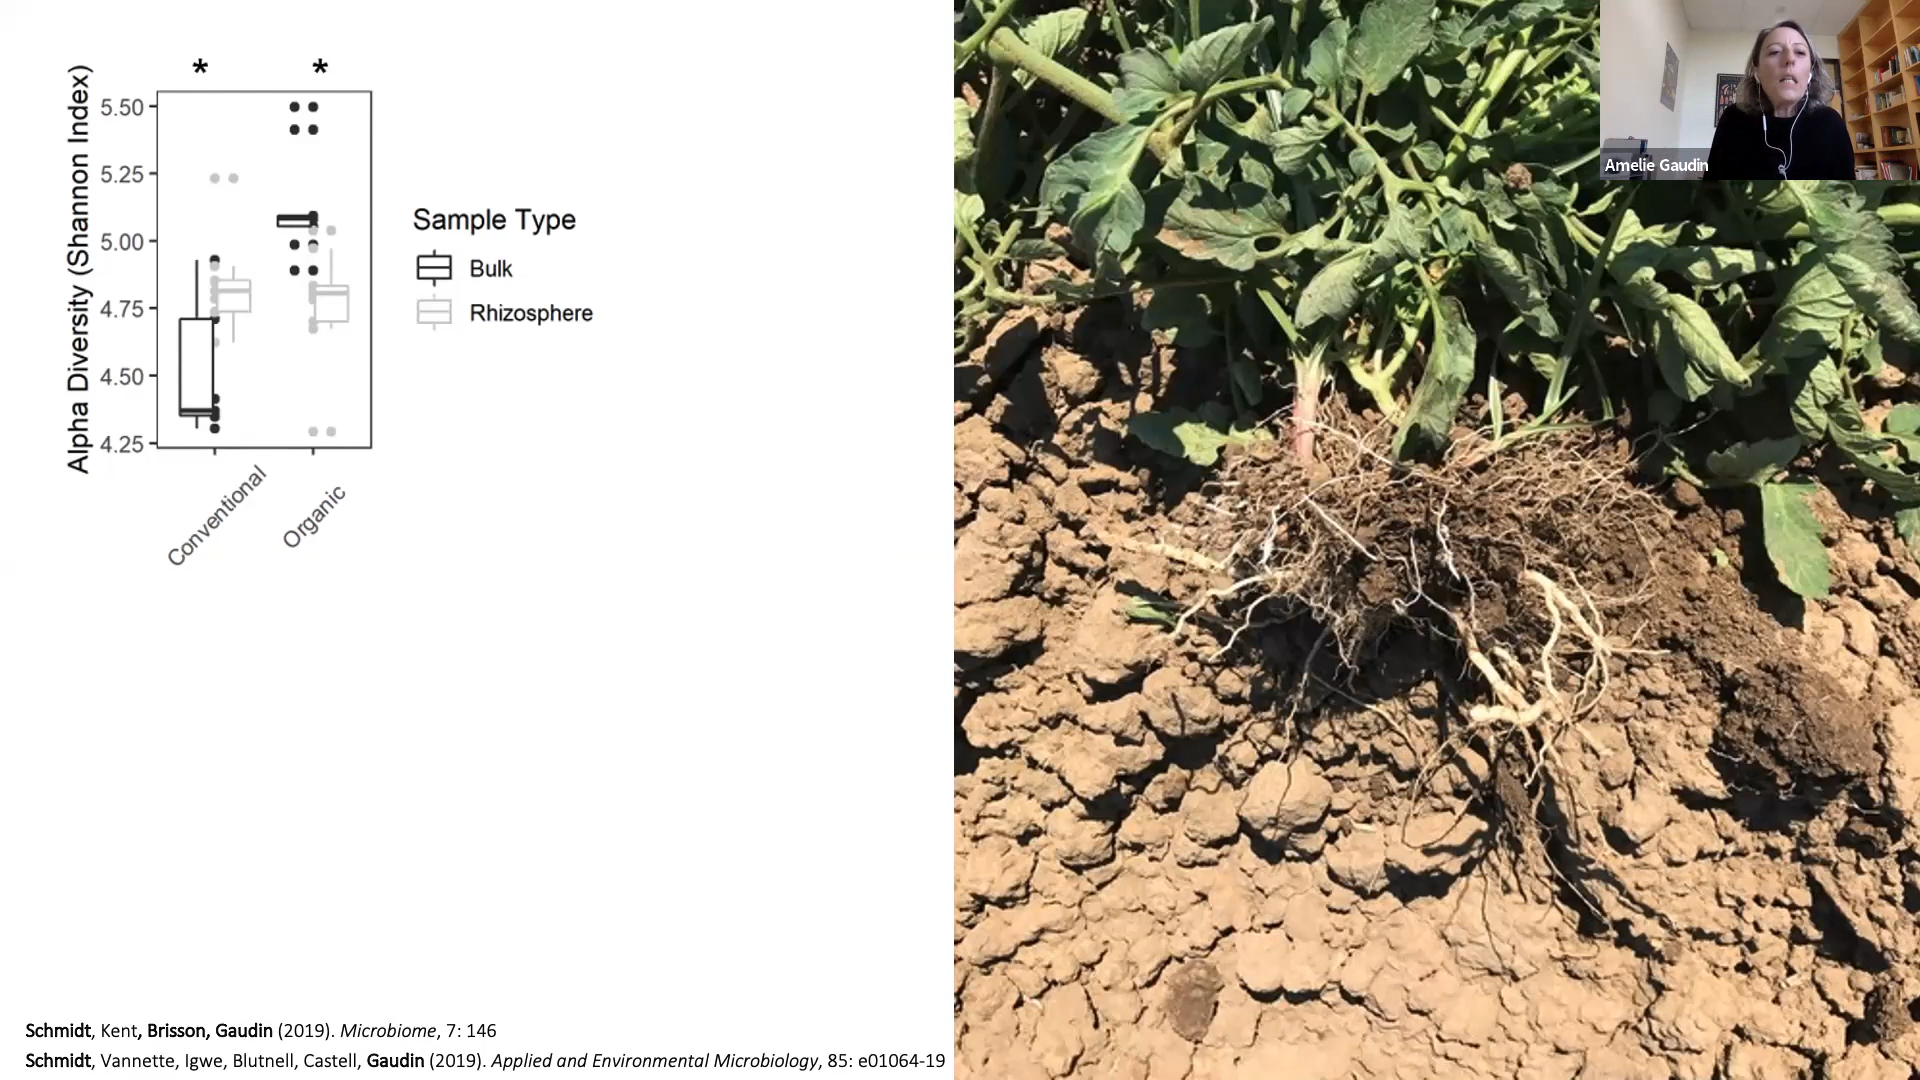 *
*
Alpha Diversity (Shannon Index)
5.50
5.25
5.00
4.75
4.50
4.25
Conventional
Organic
Sample Type
Bulk
Rhizosphere
Amelie Gaudin
Schmidt, Kent, Brisson, Gaudin (2019). Microbiome, 7: 146
Schmidt, Vannette, Igwe, Blutnell, Castell, Gaudin (2019). Applied and Environmental Microbiology, 85: e01064-19